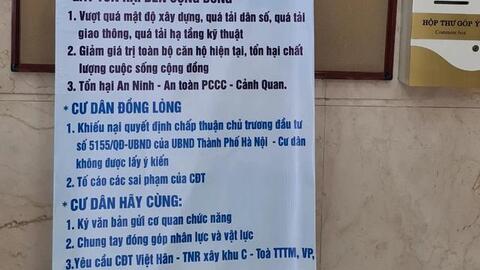 1. Vượt quá mật độ xây dựng, quá tải dân số, quá tải
giao thông, quá tải hạ tầng kỹ thuật
2. Giảm giá trị toàn bộ căn hộ hiện tại, tổn hại chất
lượng cuộc sống cộng đồng
3. Tổn hại An Ninh - An toàn PCCC - Cảnh Quan.
* CƯ DÂN ĐỒNG LÒNG
1. Khiếu nại quyết định chấp thuận chủ trương đầu tư
số 5155/QĐ-UBND của UBND Thành Phố Hà Nội - Cư dân
không được lấy ý kiến
2. Tố cáo các sai phạm của CĐT
* CƯ DÂN HÃY CÙNG:
1. Ký văn bản gửi cơ quan chức năng
2. Chung tay đóng góp nhân lực và vật lực
3.Yêu cầu CĐT Việt Hân - TNR xây khu C - Toà TTTM, VP,
HỘP THƯ GÓP Ý
Comment box